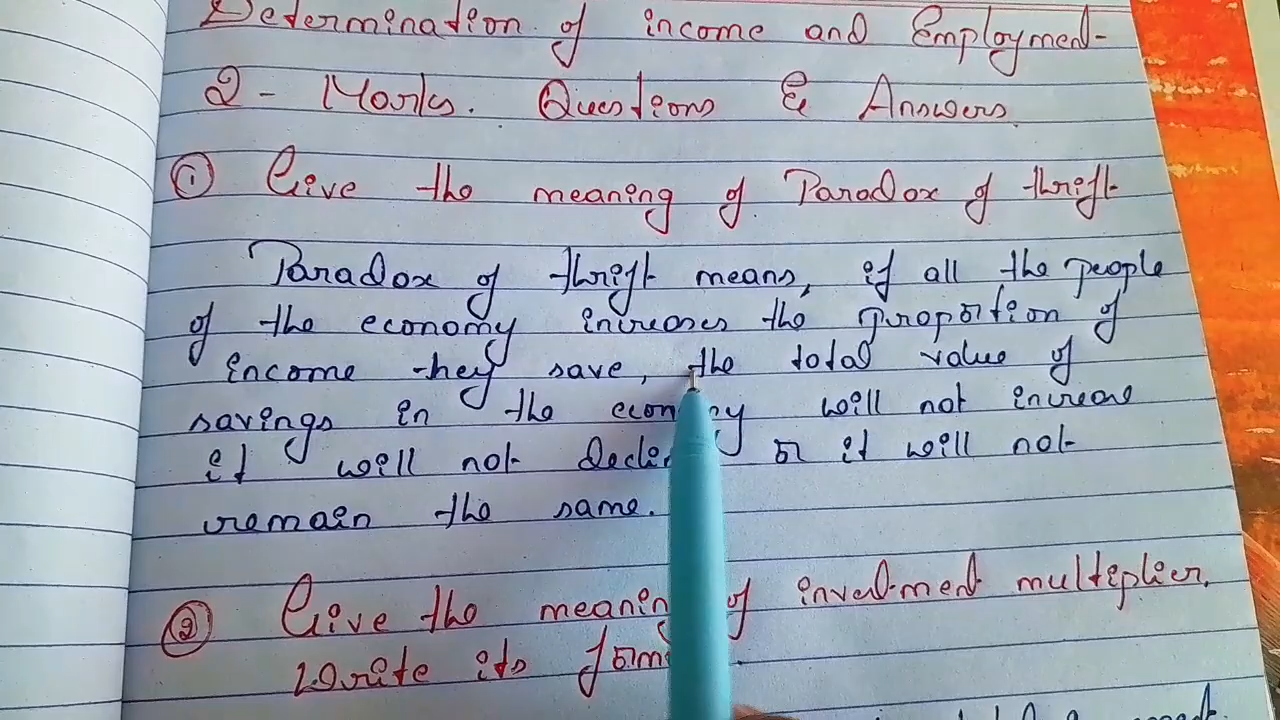 Determination of income and Employment
2 - Marks. Questions & Answers
① Give the meaning of Paradox of thrift
Paradox of thrift means, if all the people
of the economy increases the proportion of
income they save, the total value of
savings in the economy will not increase
it will not decline or it will not
remain the same.
② Give the meaning of investment multiplier.
Write its